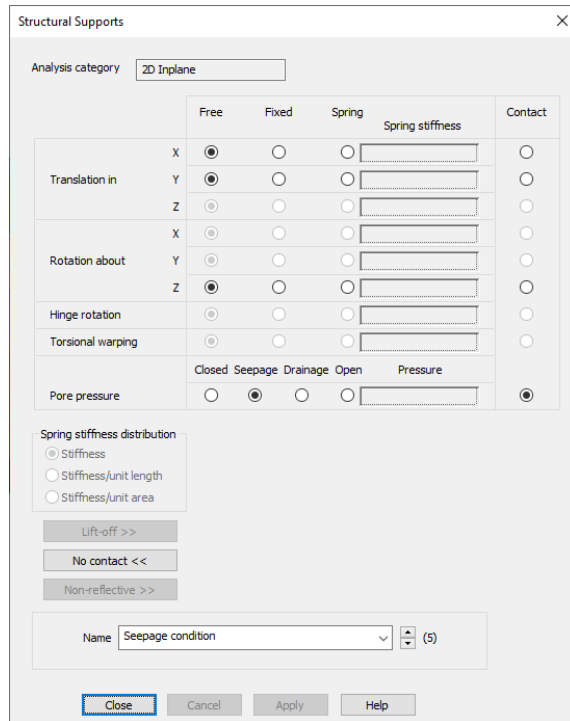 Structural Supports
Analysis category 2D Inplane
Free Fixed Spring Spring stiffness Contact
X
Translation in Y
Z
X
Rotation about Y
Z
Hinge rotation
Torsional warping
Closed Seepage Drainage Open Pressure
Pore pressure
Spring stiffness distribution
Stiffness
Stiffness/unit length
Stiffness/unit area
Lift-off >>
No contact <<
Non-reflective >>
Name Seepage condition (5)
Close Cancel Apply Help